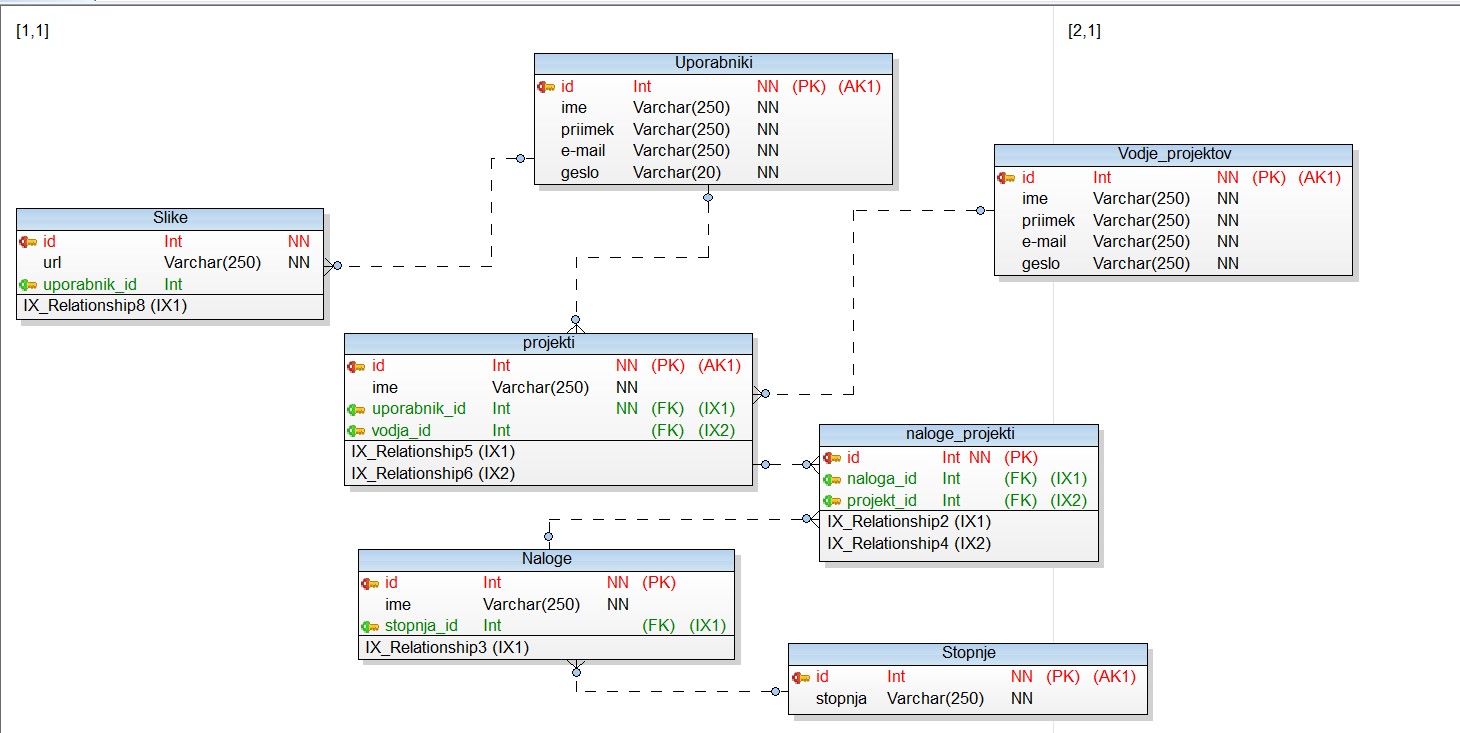 [1,1]
[2,1]
Uporabniki
id Int NN (PK) (AK1)
ime Varchar(250) NN
priimek Varchar(250) NN
e-mail Varchar(250) NN
geslo Varchar(20) NN
Vodje_projektov
id Int NN (PK) (AK1)
ime Varchar(250) NN
priimek Varchar(250) NN
e-mail Varchar(250) NN
geslo Varchar(250) NN
Slike
id Int NN
url Varchar(250) NN
uporabnik_id Int
IX_Relationship8 (IX1)
projekti
id Int NN (PK) (AK1)
ime Varchar(250) NN
uporabnik_id Int NN (FK) (IX1)
vodja_id Int (FK) (IX2)
IX_Relationship5 (IX1)
IX_Relationship6 (IX2)
naloge_projekti
id Int NN (PK)
naloga_id Int (FK) (IX1)
projekt_id Int (FK) (IX2)
IX_Relationship2 (IX1)
IX_Relationship4 (IX2)
Naloge
id Int NN (PK)
ime Varchar(250) NN
stopnja_id Int (FK) (IX1)
IX_Relationship3 (IX1)
Stopnje
id Int NN (PK) (AK1)
stopnja Varchar(250) NN